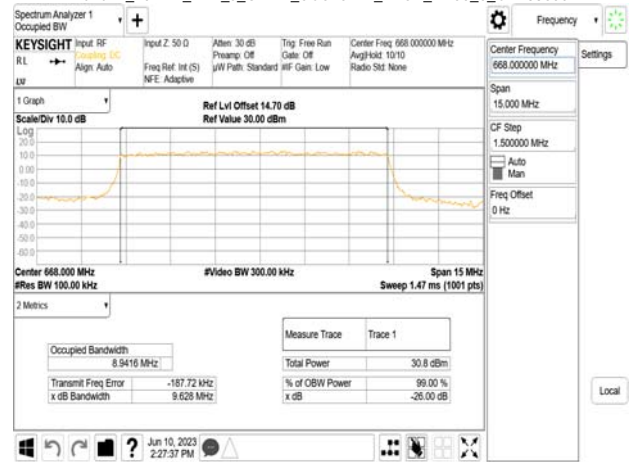 Spectrum Analyzer 1
Occupied BW
Frequency
KEYSIGHT
RL
Input: RF
Coupling: DC
Align: Auto
Input Z: 50 Ω
Freq Ref: Int (S)
NFE: Adaptive
Atten: 30 dB
Preamp: Off
µW Path: Standard
Trig: Free Run
Gate: Off
#IF Gain: Low
Center Freq: 668.000000 MHz
Avg|Hold: 10/10
Radio Std: None
Center Frequency
668.000000 MHz
Settings
Span
15.000 MHz
CF Step
1.500000 MHz
Auto
Man
Freq Offset
0 Hz
1 Graph
Scale/Div 10.0 dB
Ref Lvl Offset 14.70 dB
Ref Value 30.00 dBm
Log
20.0
10.0
0.00
-10.0
-20.0
-30.0
-40.0
-50.0
-60.0
Center 668.000 MHz
#Video BW 300.00 kHz
Span 15 MHz
#Res BW 100.00 kHz
Sweep 1.47 ms (1001 pts)
2 Metrics
Measure Trace
Trace 1
Occupied Bandwidth
8.9416 MHz
Total Power
30.8 dBm
Transmit Freq Error
-187.72 kHz
% of OBW Power
99.00 %
x dB Bandwidth
9.628 MHz
x dB
-26.00 dB
Local
?
Jun 10, 2023
2:27:37 PM